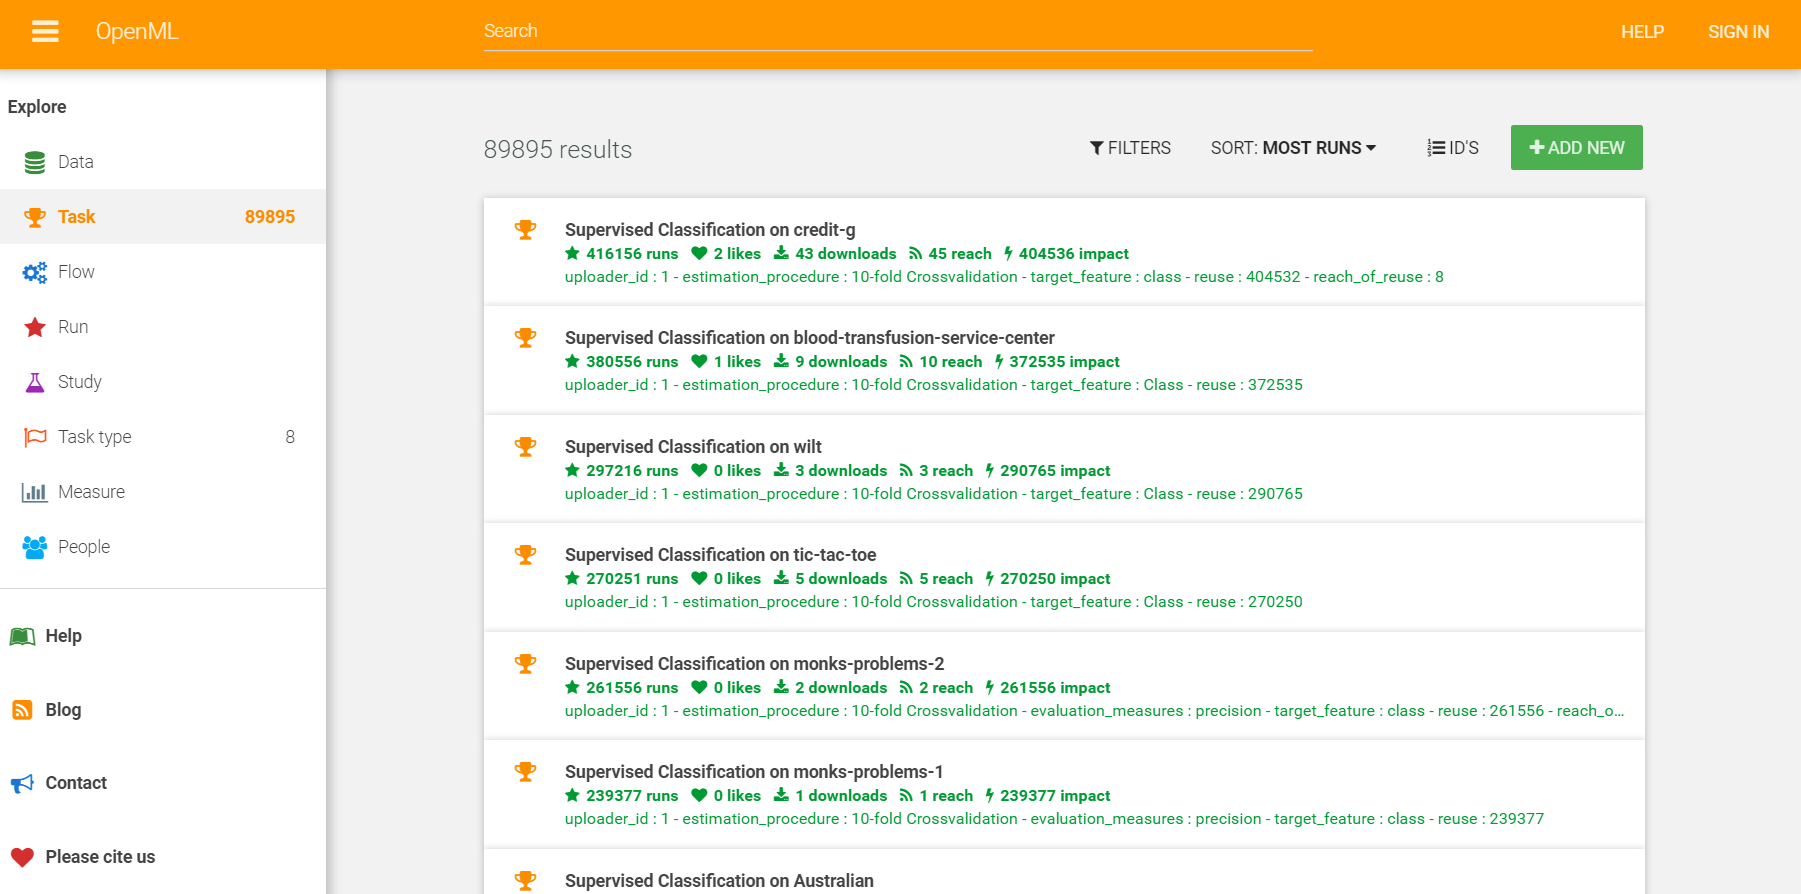 OpenML
Search
HELP
SIGN IN
Explore
Data
Task 89895
Flow
Run
Study
Task type 8
Measure
People
Help
Blog
Contact
Please cite us
89895 results
FILTERS
SORT: MOST RUNS
ID'S
ADD NEW
Supervised Classification on credit-g
416156 runs 2 likes 43 downloads 45 reach 404536 impact
uploader_id : 1 - estimation_procedure : 10-fold Crossvalidation - target_feature : class - reuse : 404532 - reach_of_reuse : 8
Supervised Classification on blood-transfusion-service-center
380556 runs 1 likes 9 downloads 10 reach 372535 impact
uploader_id : 1 - estimation_procedure : 10-fold Crossvalidation - target_feature : Class - reuse : 372535
Supervised Classification on wilt
297216 runs 0 likes 3 downloads 3 reach 290765 impact
uploader_id : 1 - estimation_procedure : 10-fold Crossvalidation - target_feature : Class - reuse : 290765
Supervised Classification on tic-tac-toe
270251 runs 0 likes 5 downloads 5 reach 270250 impact
uploader_id : 1 - estimation_procedure : 10-fold Crossvalidation - target_feature : Class - reuse : 270250
Supervised Classification on monks-problems-2
261556 runs 0 likes 2 downloads 2 reach 261556 impact
uploader_id : 1 - estimation_procedure : 10-fold Crossvalidation - evaluation_measures : precision - target_feature : class - reuse : 261556 - reach_o...
Supervised Classification on monks-problems-1
239377 runs 0 likes 1 downloads 1 reach 239377 impact
uploader_id : 1 - estimation_procedure : 10-fold Crossvalidation - evaluation_measures : precision - target_feature : class - reuse : 239377
Supervised Classification on Australian